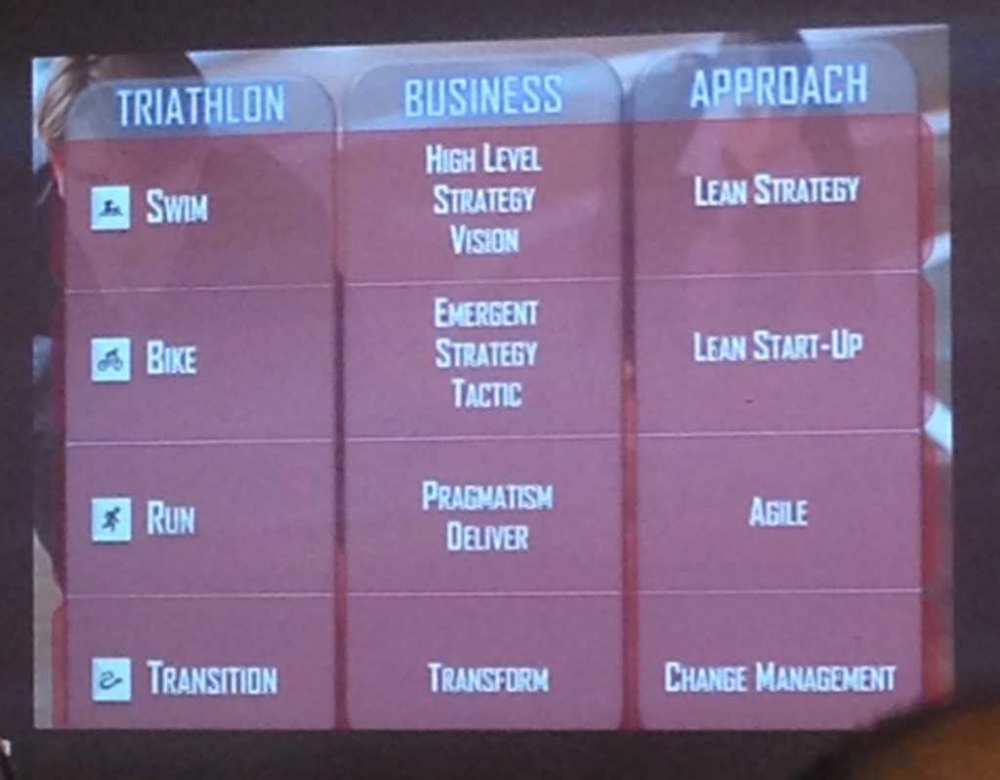 TRIATHLON BUSINESS APPROACH
SWIM
HIGH LEVEL
STRATEGY
VISION
LEAN STRATEGY
BIKE
EMERGENT
STRATEGY
TACTIC
LEAN START-UP
RUN
PRAGMATISM
DELIVER
AGILE
TRANSITION
TRANSFORM
CHANGE MANAGEMENT